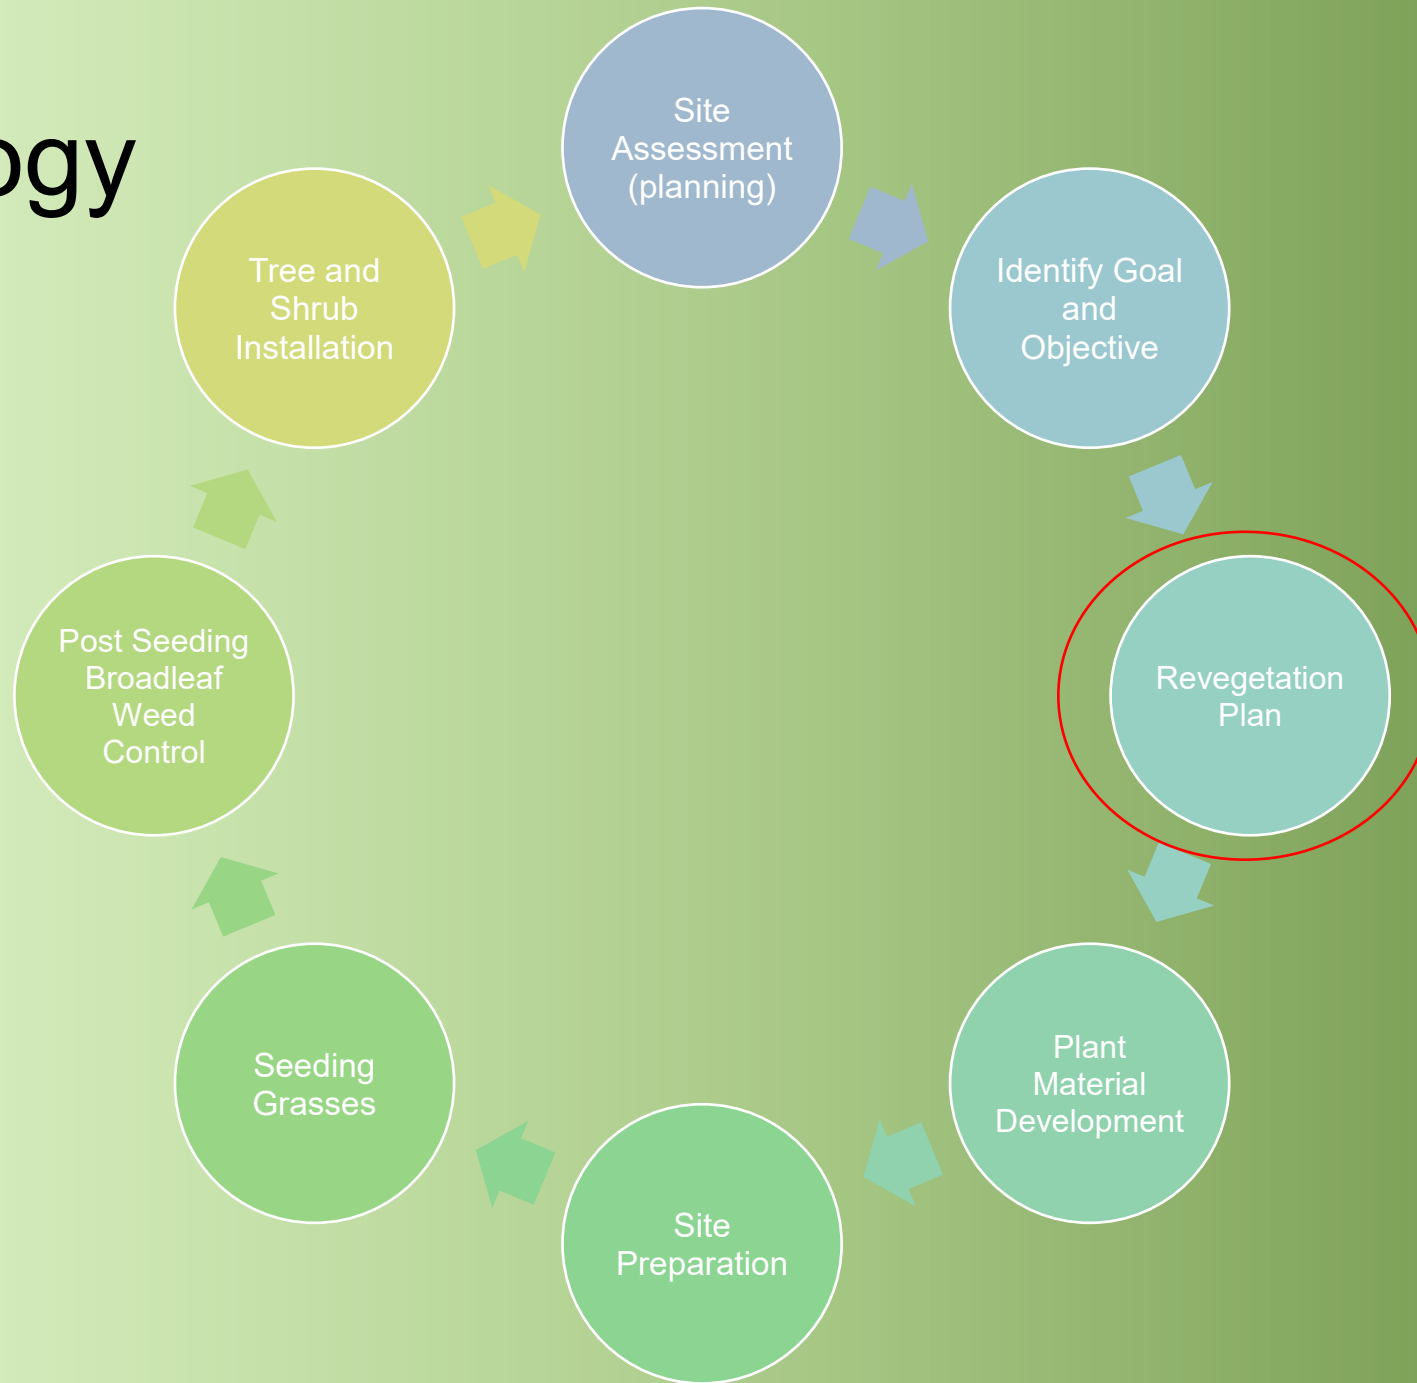 ogy
Site
Assessment
(planning)
Identify Goal
and
Objective
Revegetation
Plan
Plant
Material
Development
Site
Preparation
Seeding
Grasses
Post Seeding
Broadleaf
Weed
Control
Tree and
Shrub
Installation